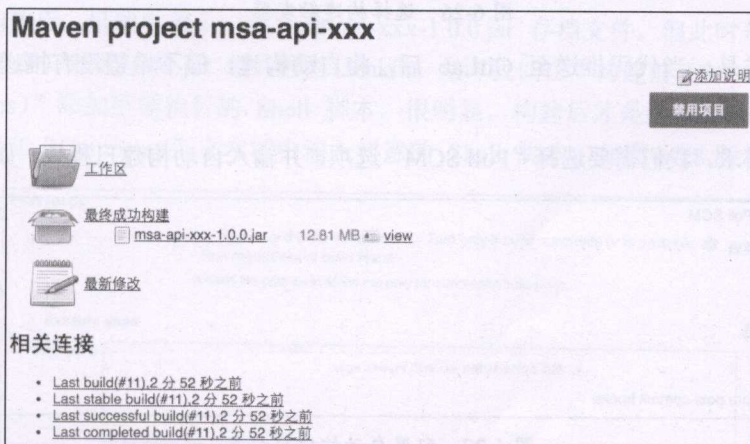 Maven project msa-api-xxx
添加说明
禁用项目
工作区
最终成功构建
msa-api-xxx-1.0.0.jar 12.81 MB view
最新修改
相关连接
Last build(#11),2 分 52 秒之前
Last stable build(#11),2 分 52 秒之前
Last successful build(#11),2 分 52 秒之前
Last completed build(#11),2 分 52 秒之前